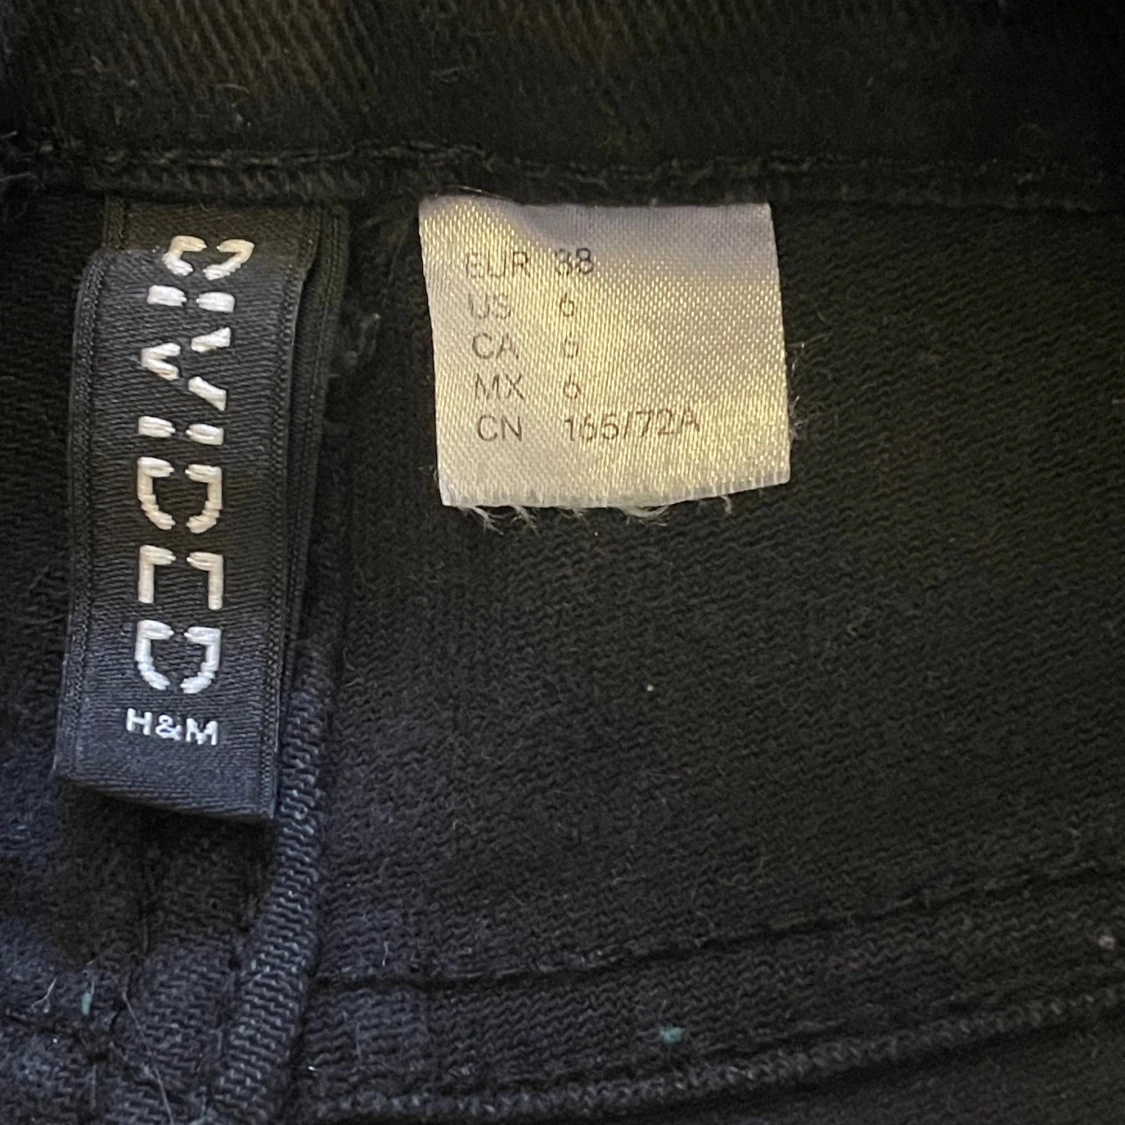 DIVIDED
H&M
EUR 38
US 6
CA 6
MX 6
CN 165/72A